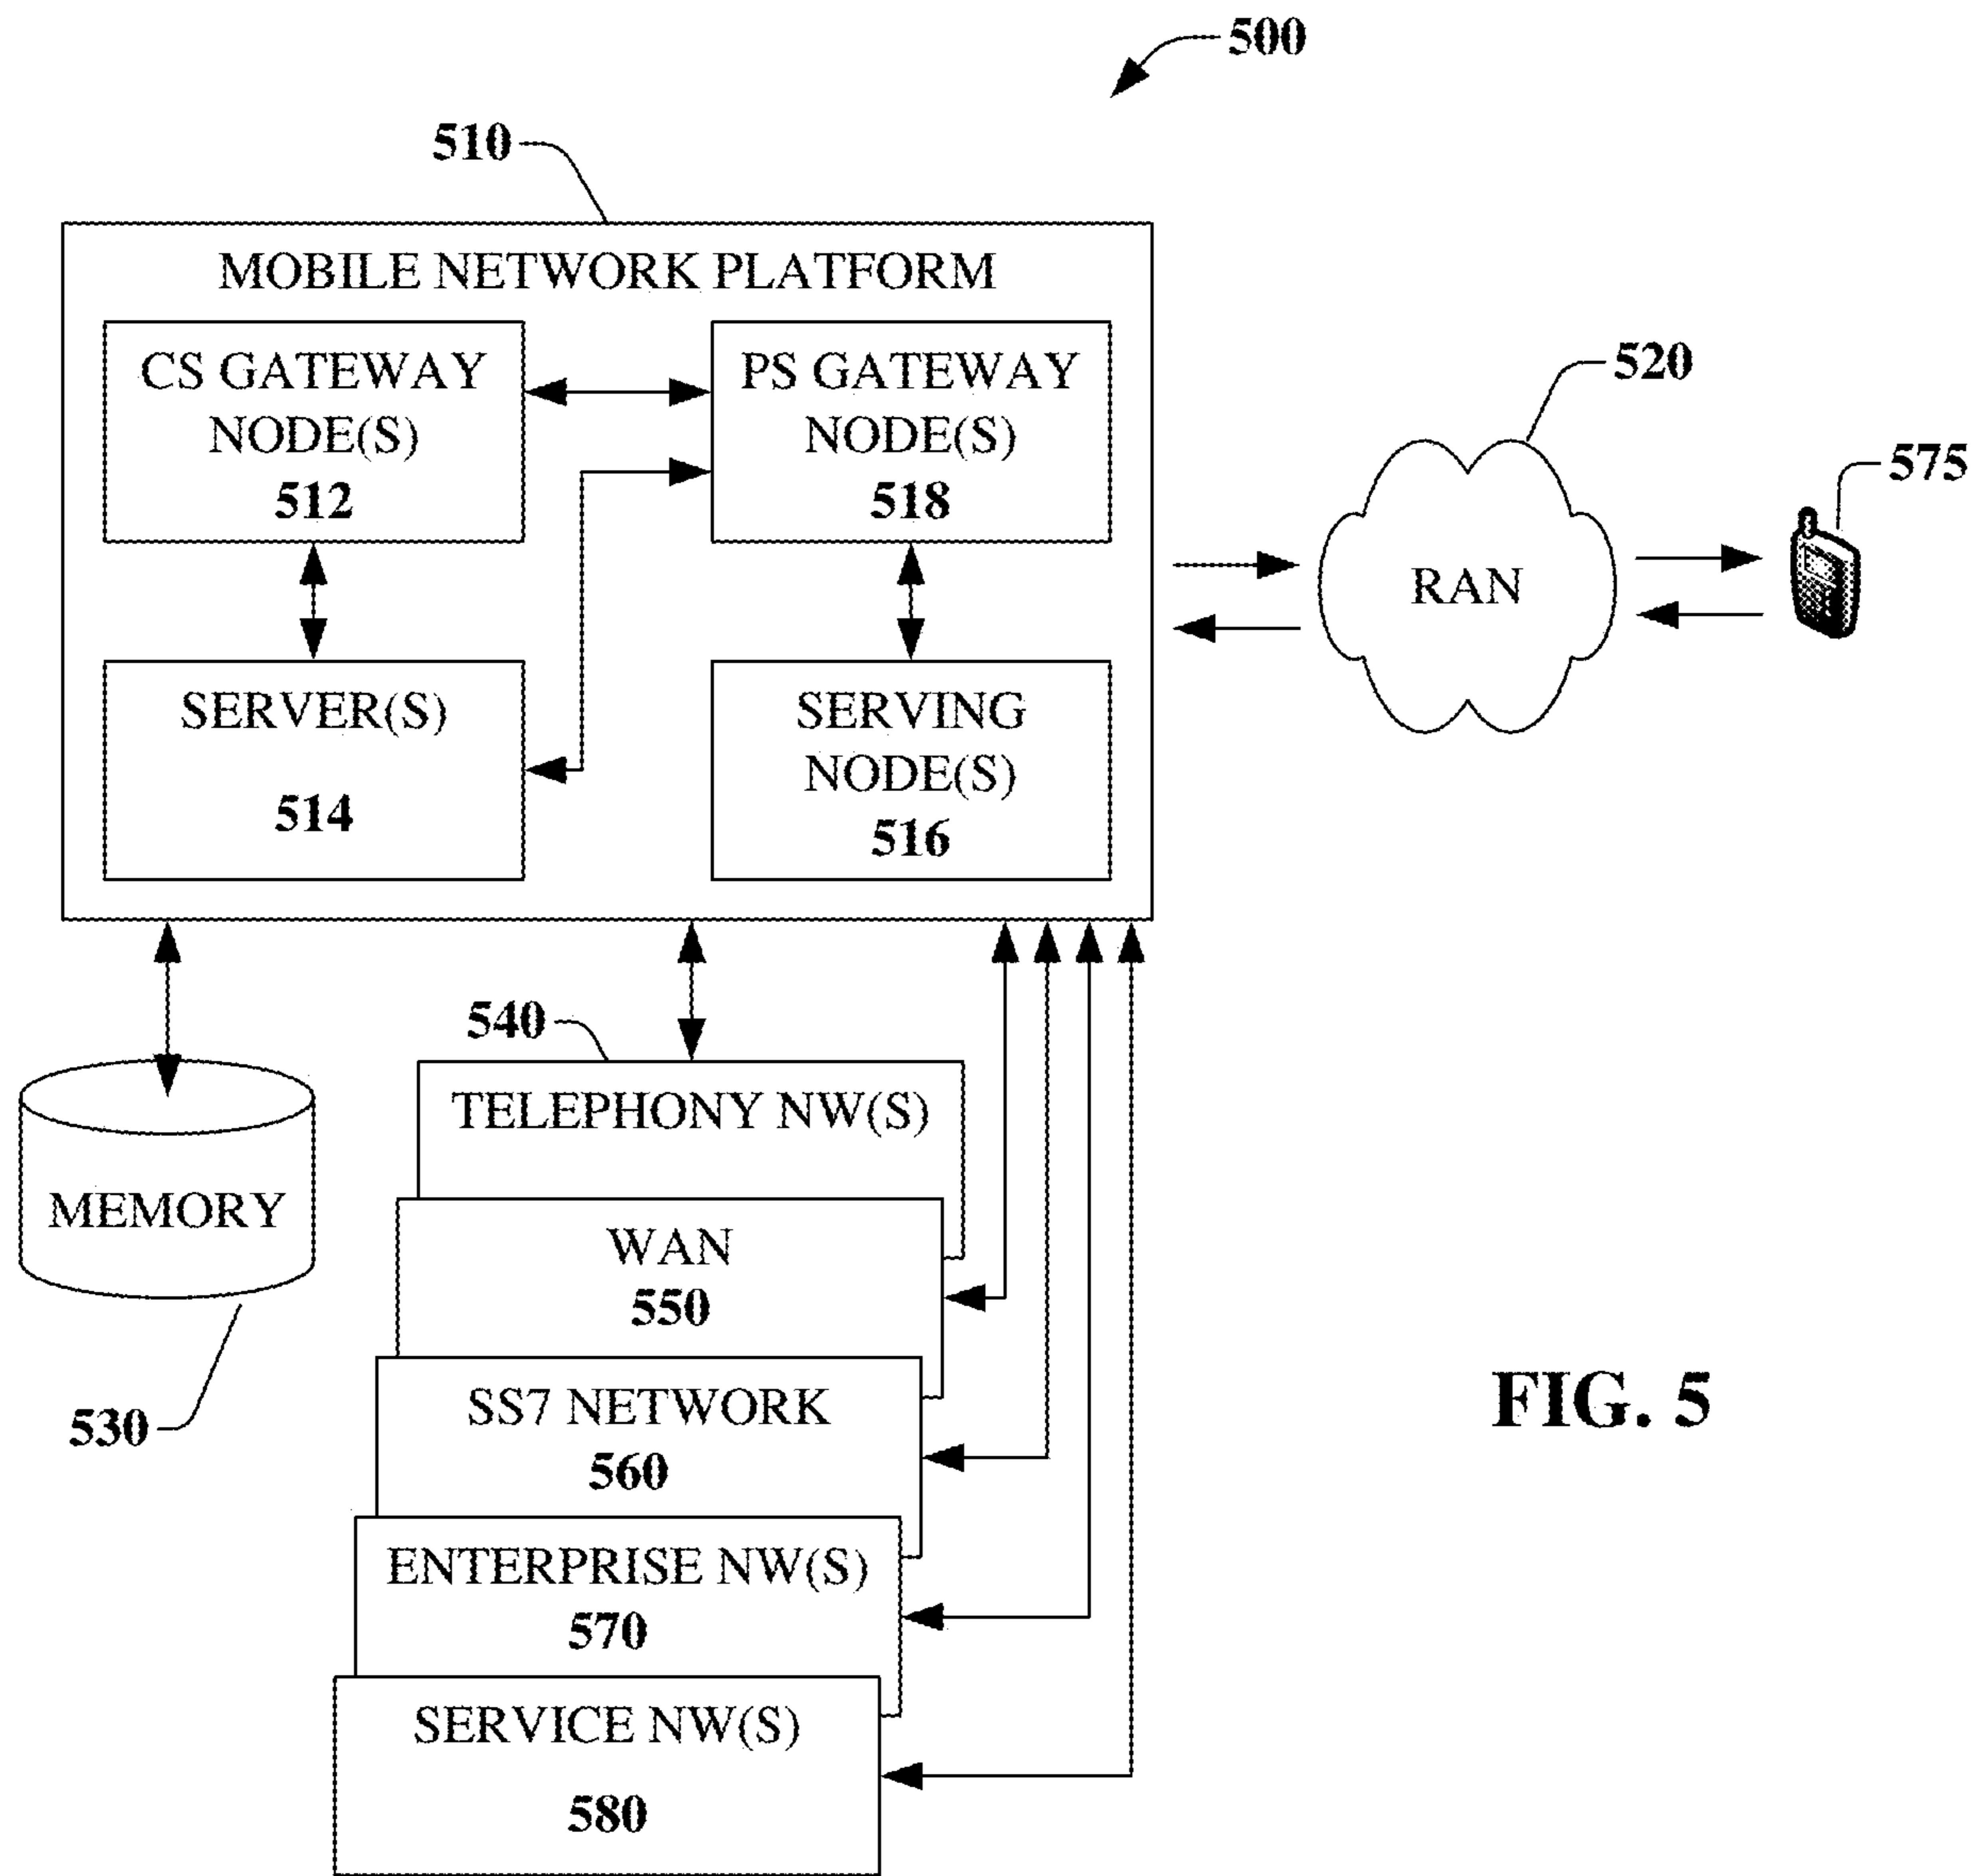 500
510
MOBILE NETWORK PLATFORM
CS GATEWAY
NODE(S)
512
PS GATEWAY
NODE(S)
518
SERVER(S)
514
SERVING
NODE(S)
516
520
RAN
575
540
TELEPHONY NW(S)
MEMORY
530
WAN
550
SS7 NETWORK
560
ENTERPRISE NW(S)
570
SERVICE NW(S)
580
FIG. 5